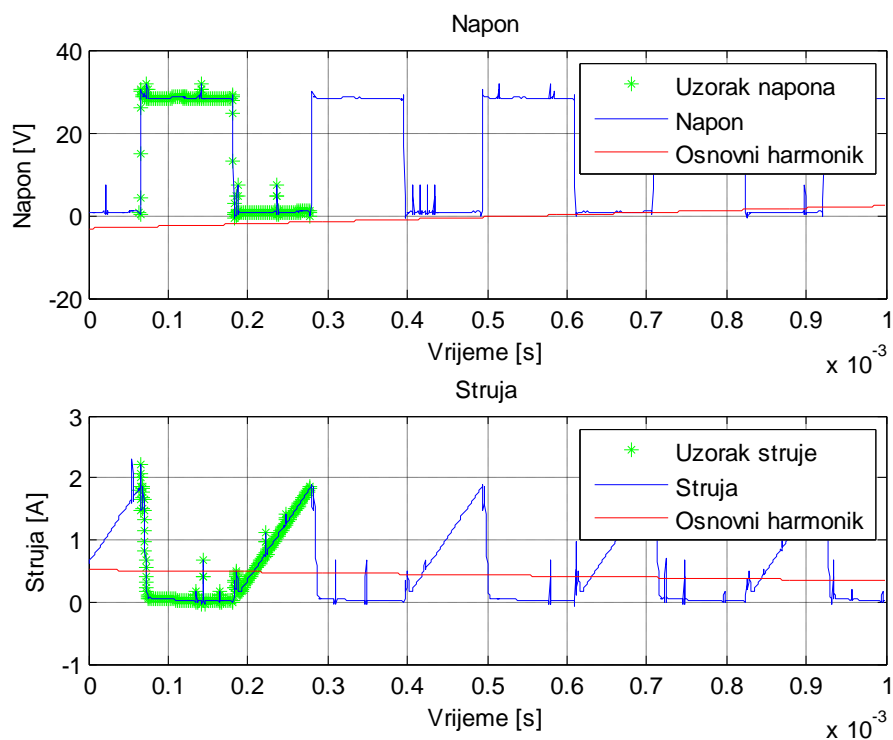 Napon
Napon [V]
40
20
0
-20
Uzorak napona
Napon
Osnovni harmonik
0 0.1 0.2 0.3 0.4 0.5 0.6 0.7 0.8 0.9 1
Vrijeme [s]
x 10-3
Struja
Struja [A]
3
2
1
0
-1
Uzorak struje
Struja
Osnovni harmonik
0 0.1 0.2 0.3 0.4 0.5 0.6 0.7 0.8 0.9 1
Vrijeme [s]
x 10-3